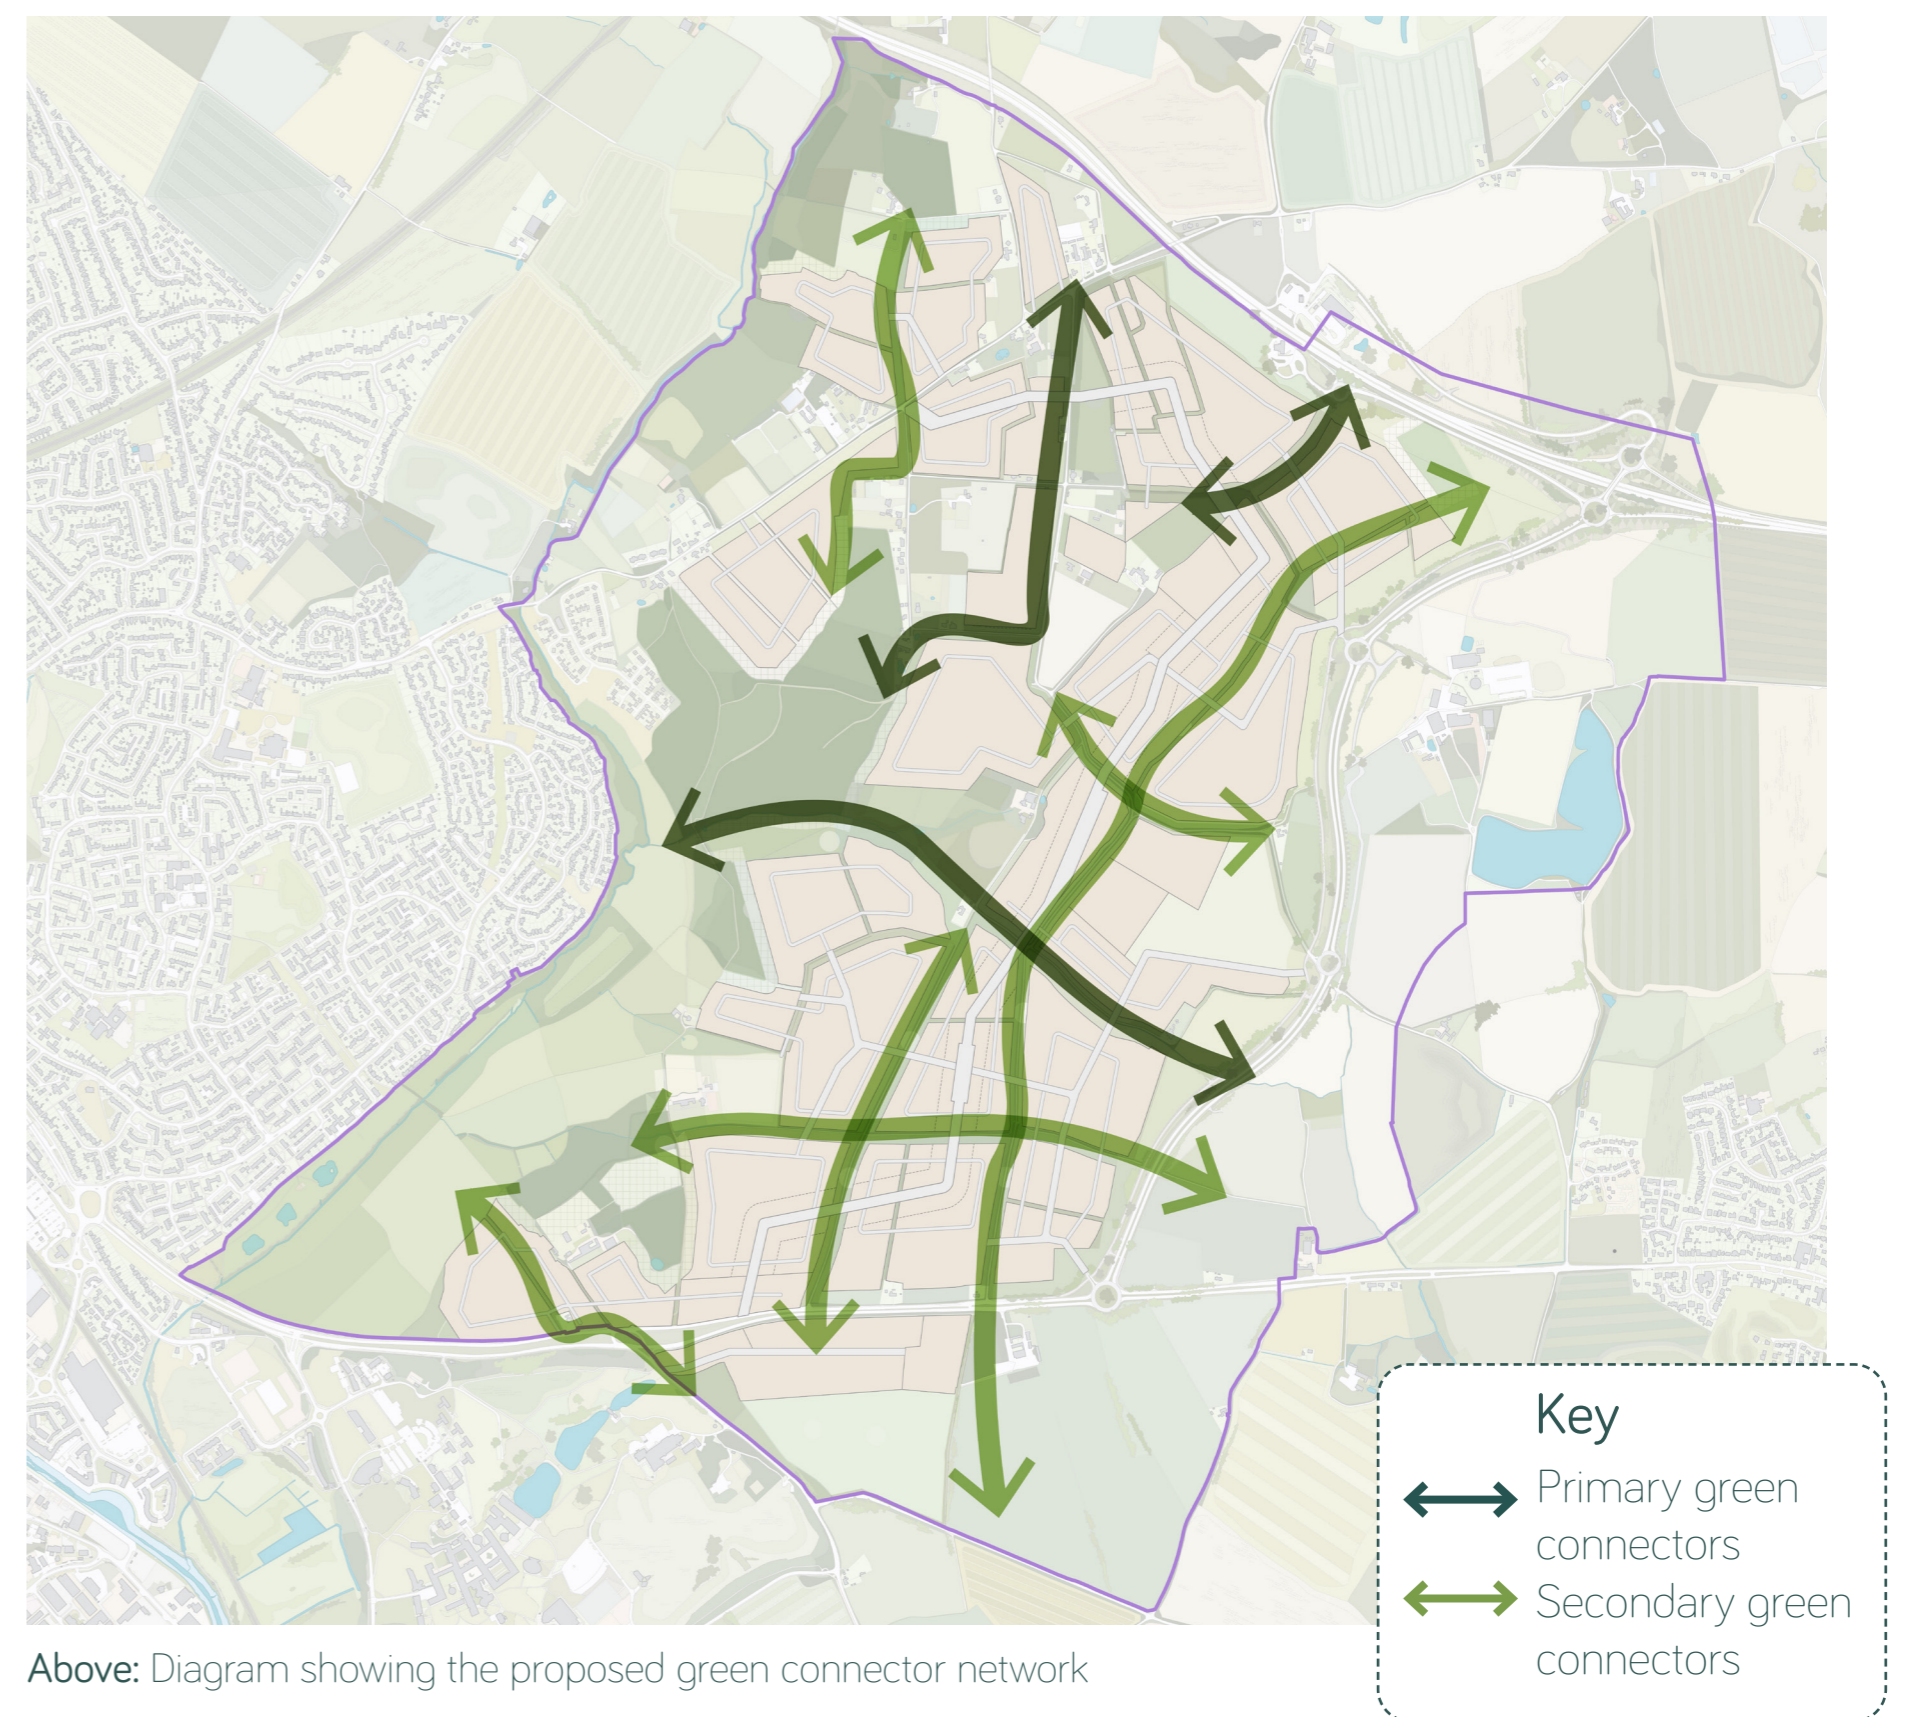 Key
Primary green
connectors
Secondary green
connectors
Above: Diagram showing the proposed green connector network